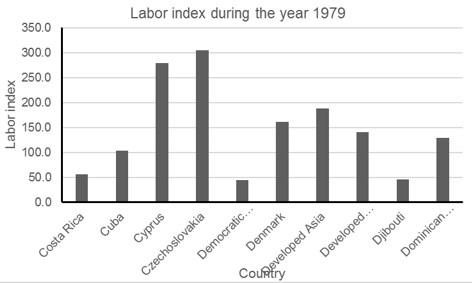 Labor index during the year 1979
350.0
300.0
250.0
200.0
150.0
100.0
50.0
0.0
Labor index
Costa Rica
Cuba
Cyprus
Czechoslovakia
Democratic...
Denmark
Developed Asia
Developed...
Djibouti
Dominican...
Country